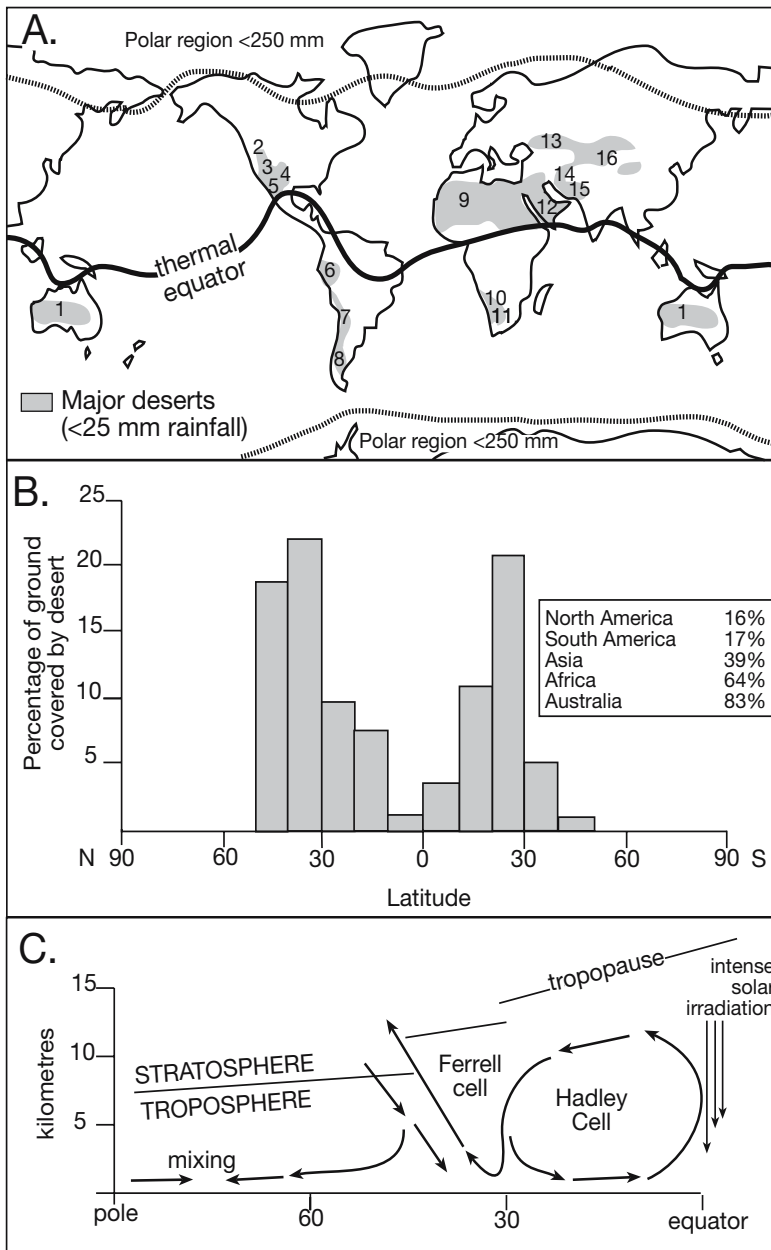 A.
Polar region <250 mm
2
3
4
5
13
16
14
15
9
12
thermal
equator
6
10
11
1
7
1
8
Major deserts
(<25 mm rainfall)
Polar region <250 mm
B.
Percentage of ground
covered by desert
25
20
15
10
5
North America 16%
South America 17%
Asia 39%
Africa 64%
Australia 83%
N 90 60 30 0 30 60 90 S
Latitude
C.
kilometres
15
10
5
tropopause
intense
solar
irradiation
STRATOSPHERE
TROPOSPHERE
Ferrell
cell
Hadley
Cell
mixing
pole 60 30 equator